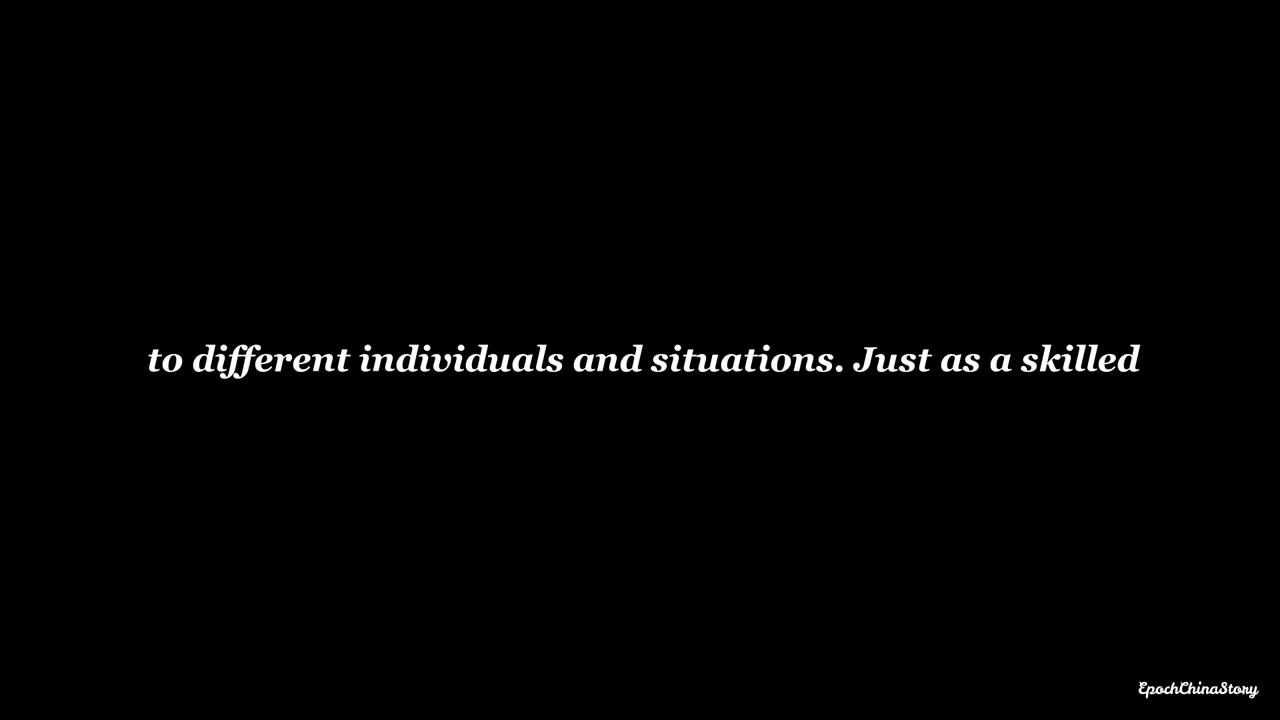 to different individuals and situations. Just as a skilled
EpochChinaStory